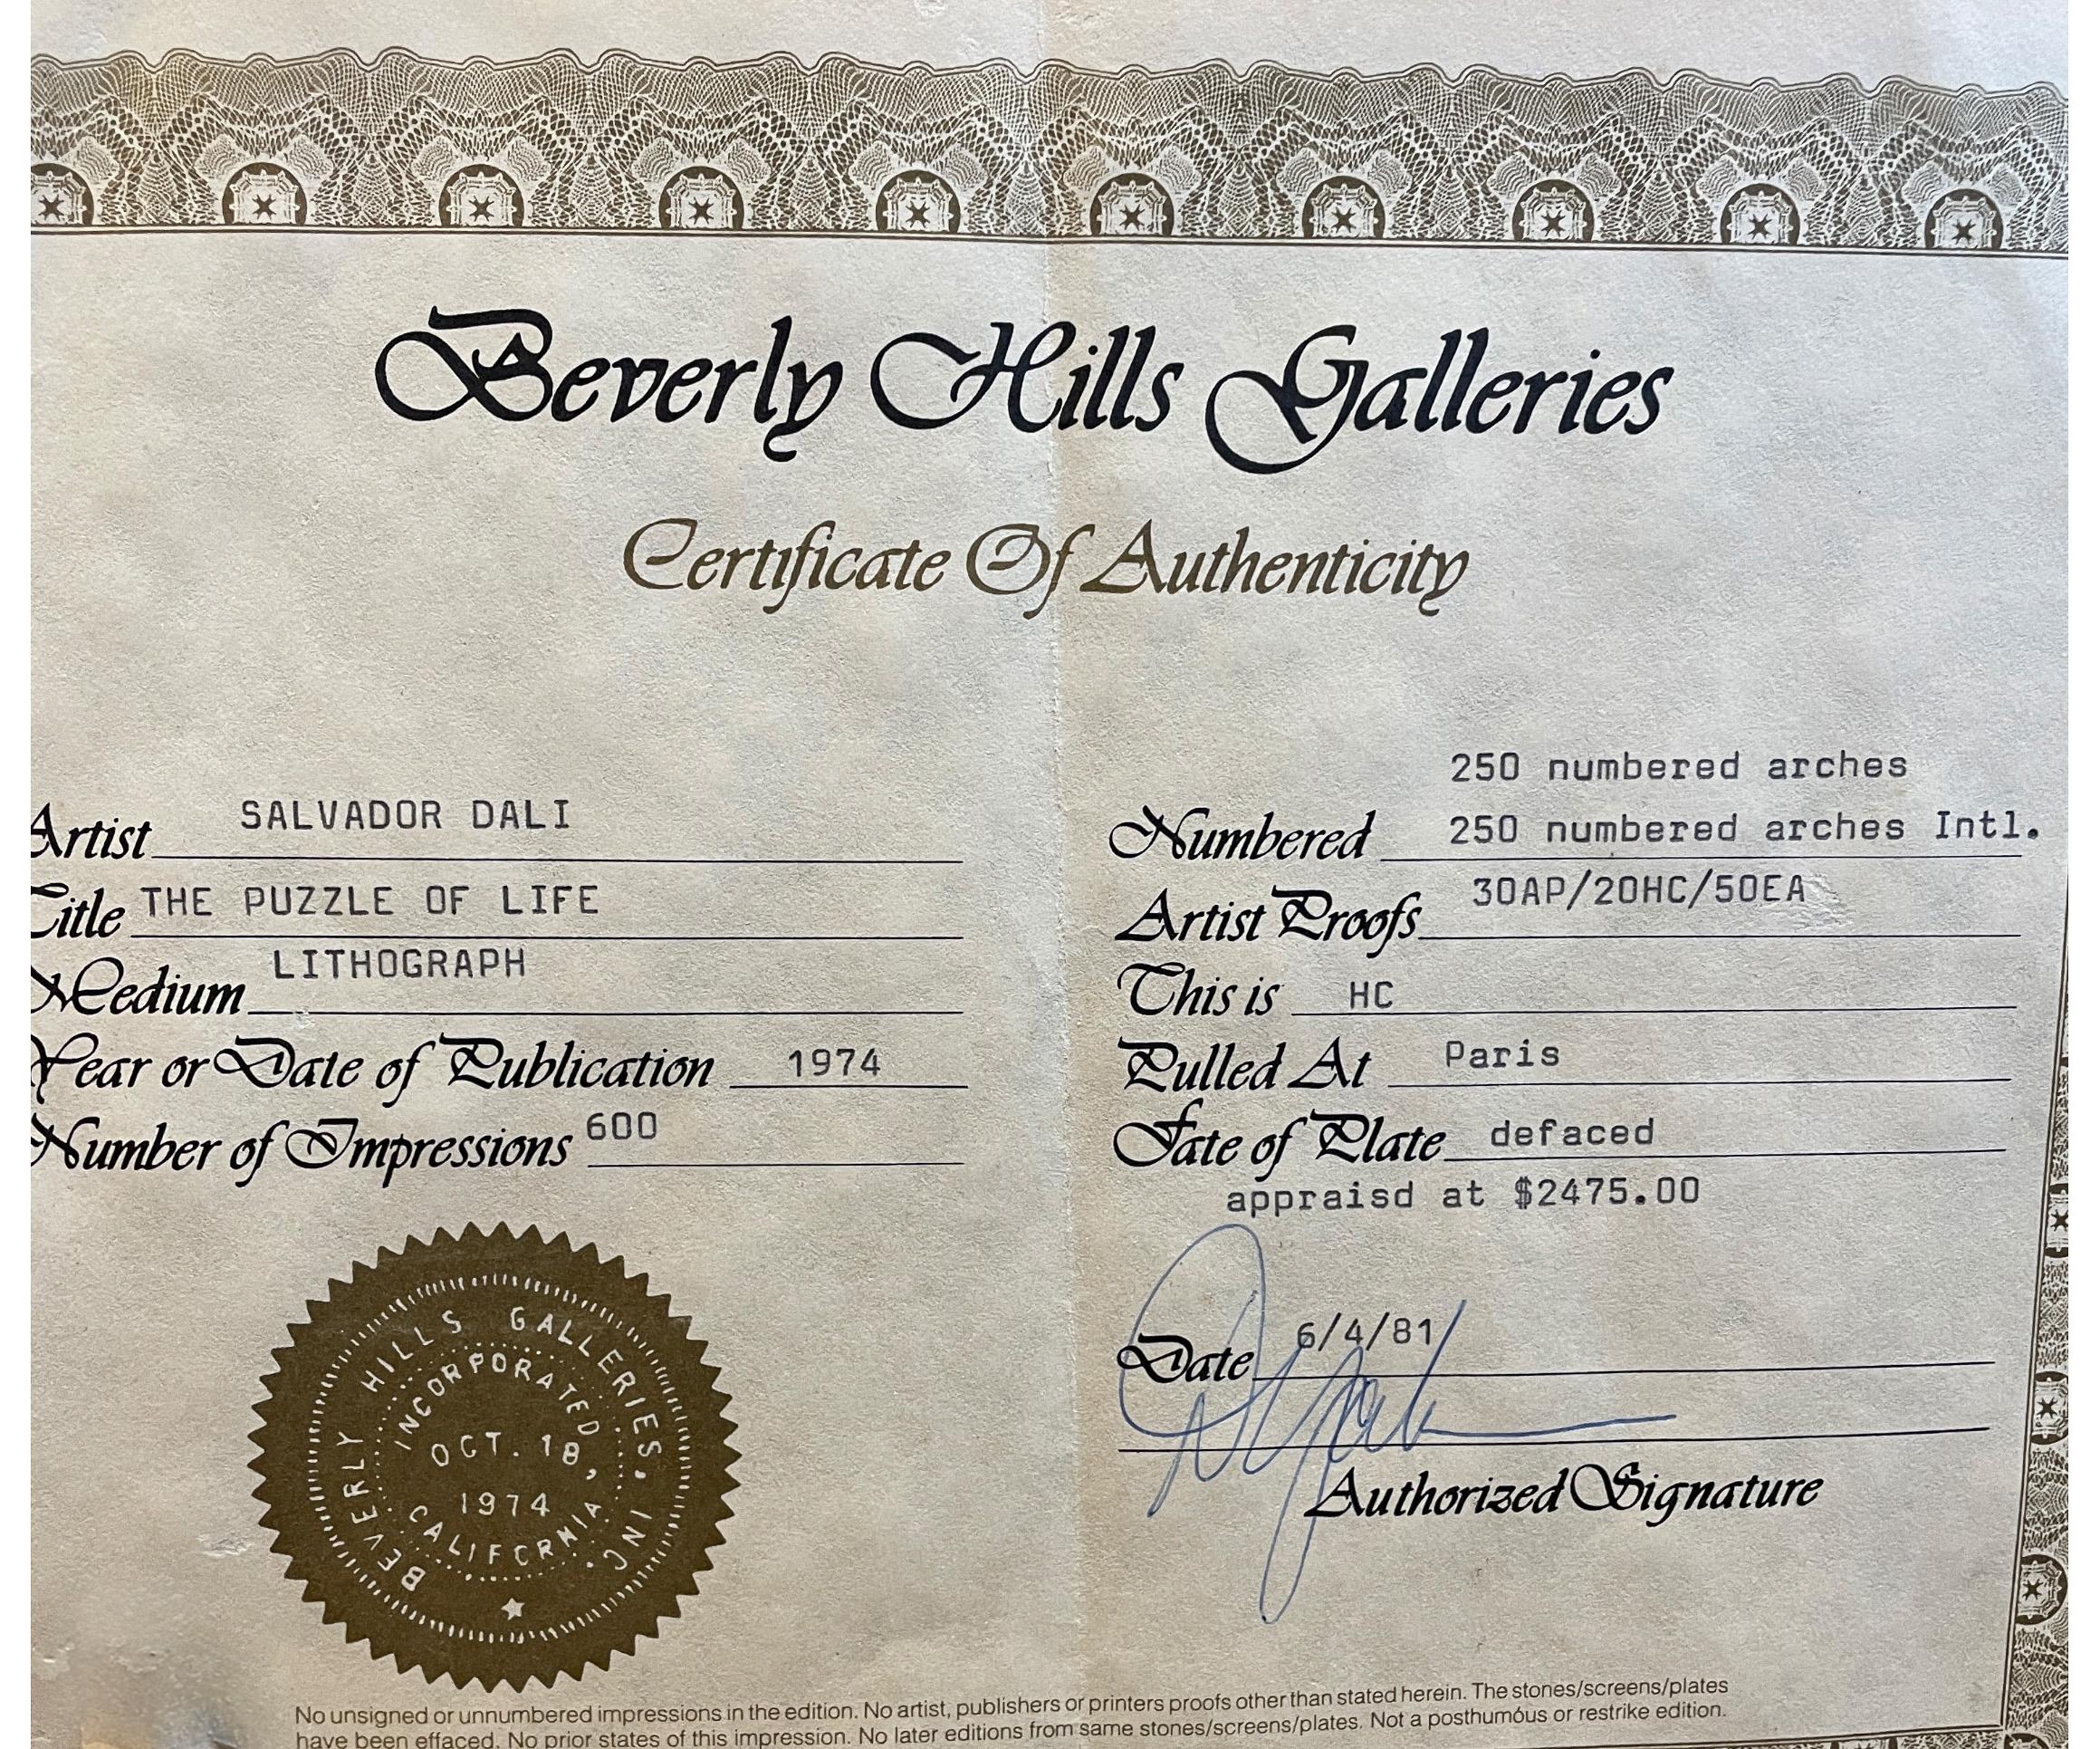 Beverly Hills Galleries
Certificate Of Authenticity
Artist SALVADOR DALI
Title THE PUZZLE OF LIFE
Medium LITHOGRAPH
Year or Date of Publication 1974
Number of Impressions 600
250 numbered arches
Numbered 250 numbered arches Intl.
Artist Proofs 30AP/20HC/50EA
This is HC
Pulled At Paris
Fate of Plate defaced
appraisd at $2475.00
Date 6/4/81
Authorized Signature
BEVERLY HILLS GALLERIES, INC.
INCORPORATED
OCT. 18,
1974
CALIFORNIA
No unsigned or unnumbered impressions in the edition. No artist, publishers or printers proofs other than stated herein. The stones/screens/plates
have been effaced. No prior states of this impression. No later editions from same stones/screens/plates. Not a posthumous or restrike edition.